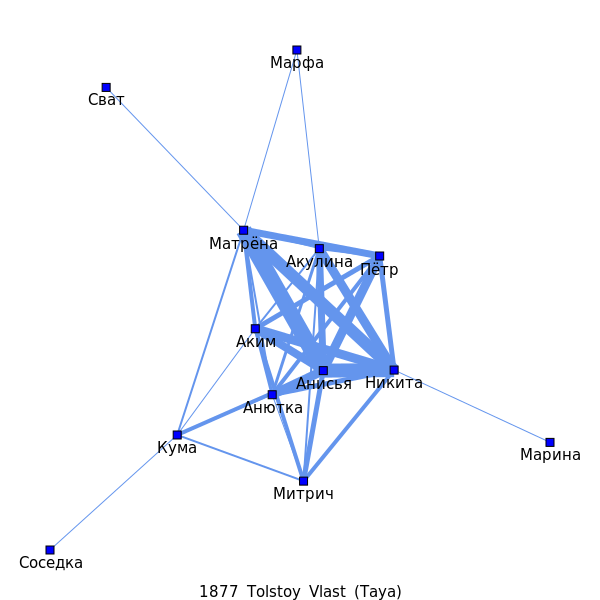 Марфа
Сват
Матрёна
Акулина
Пётр
Аким
Анисья
Никита
Анютка
Кума
Марина
Митрич
Соседка
1877 Tolstoy Vlast (Taya)